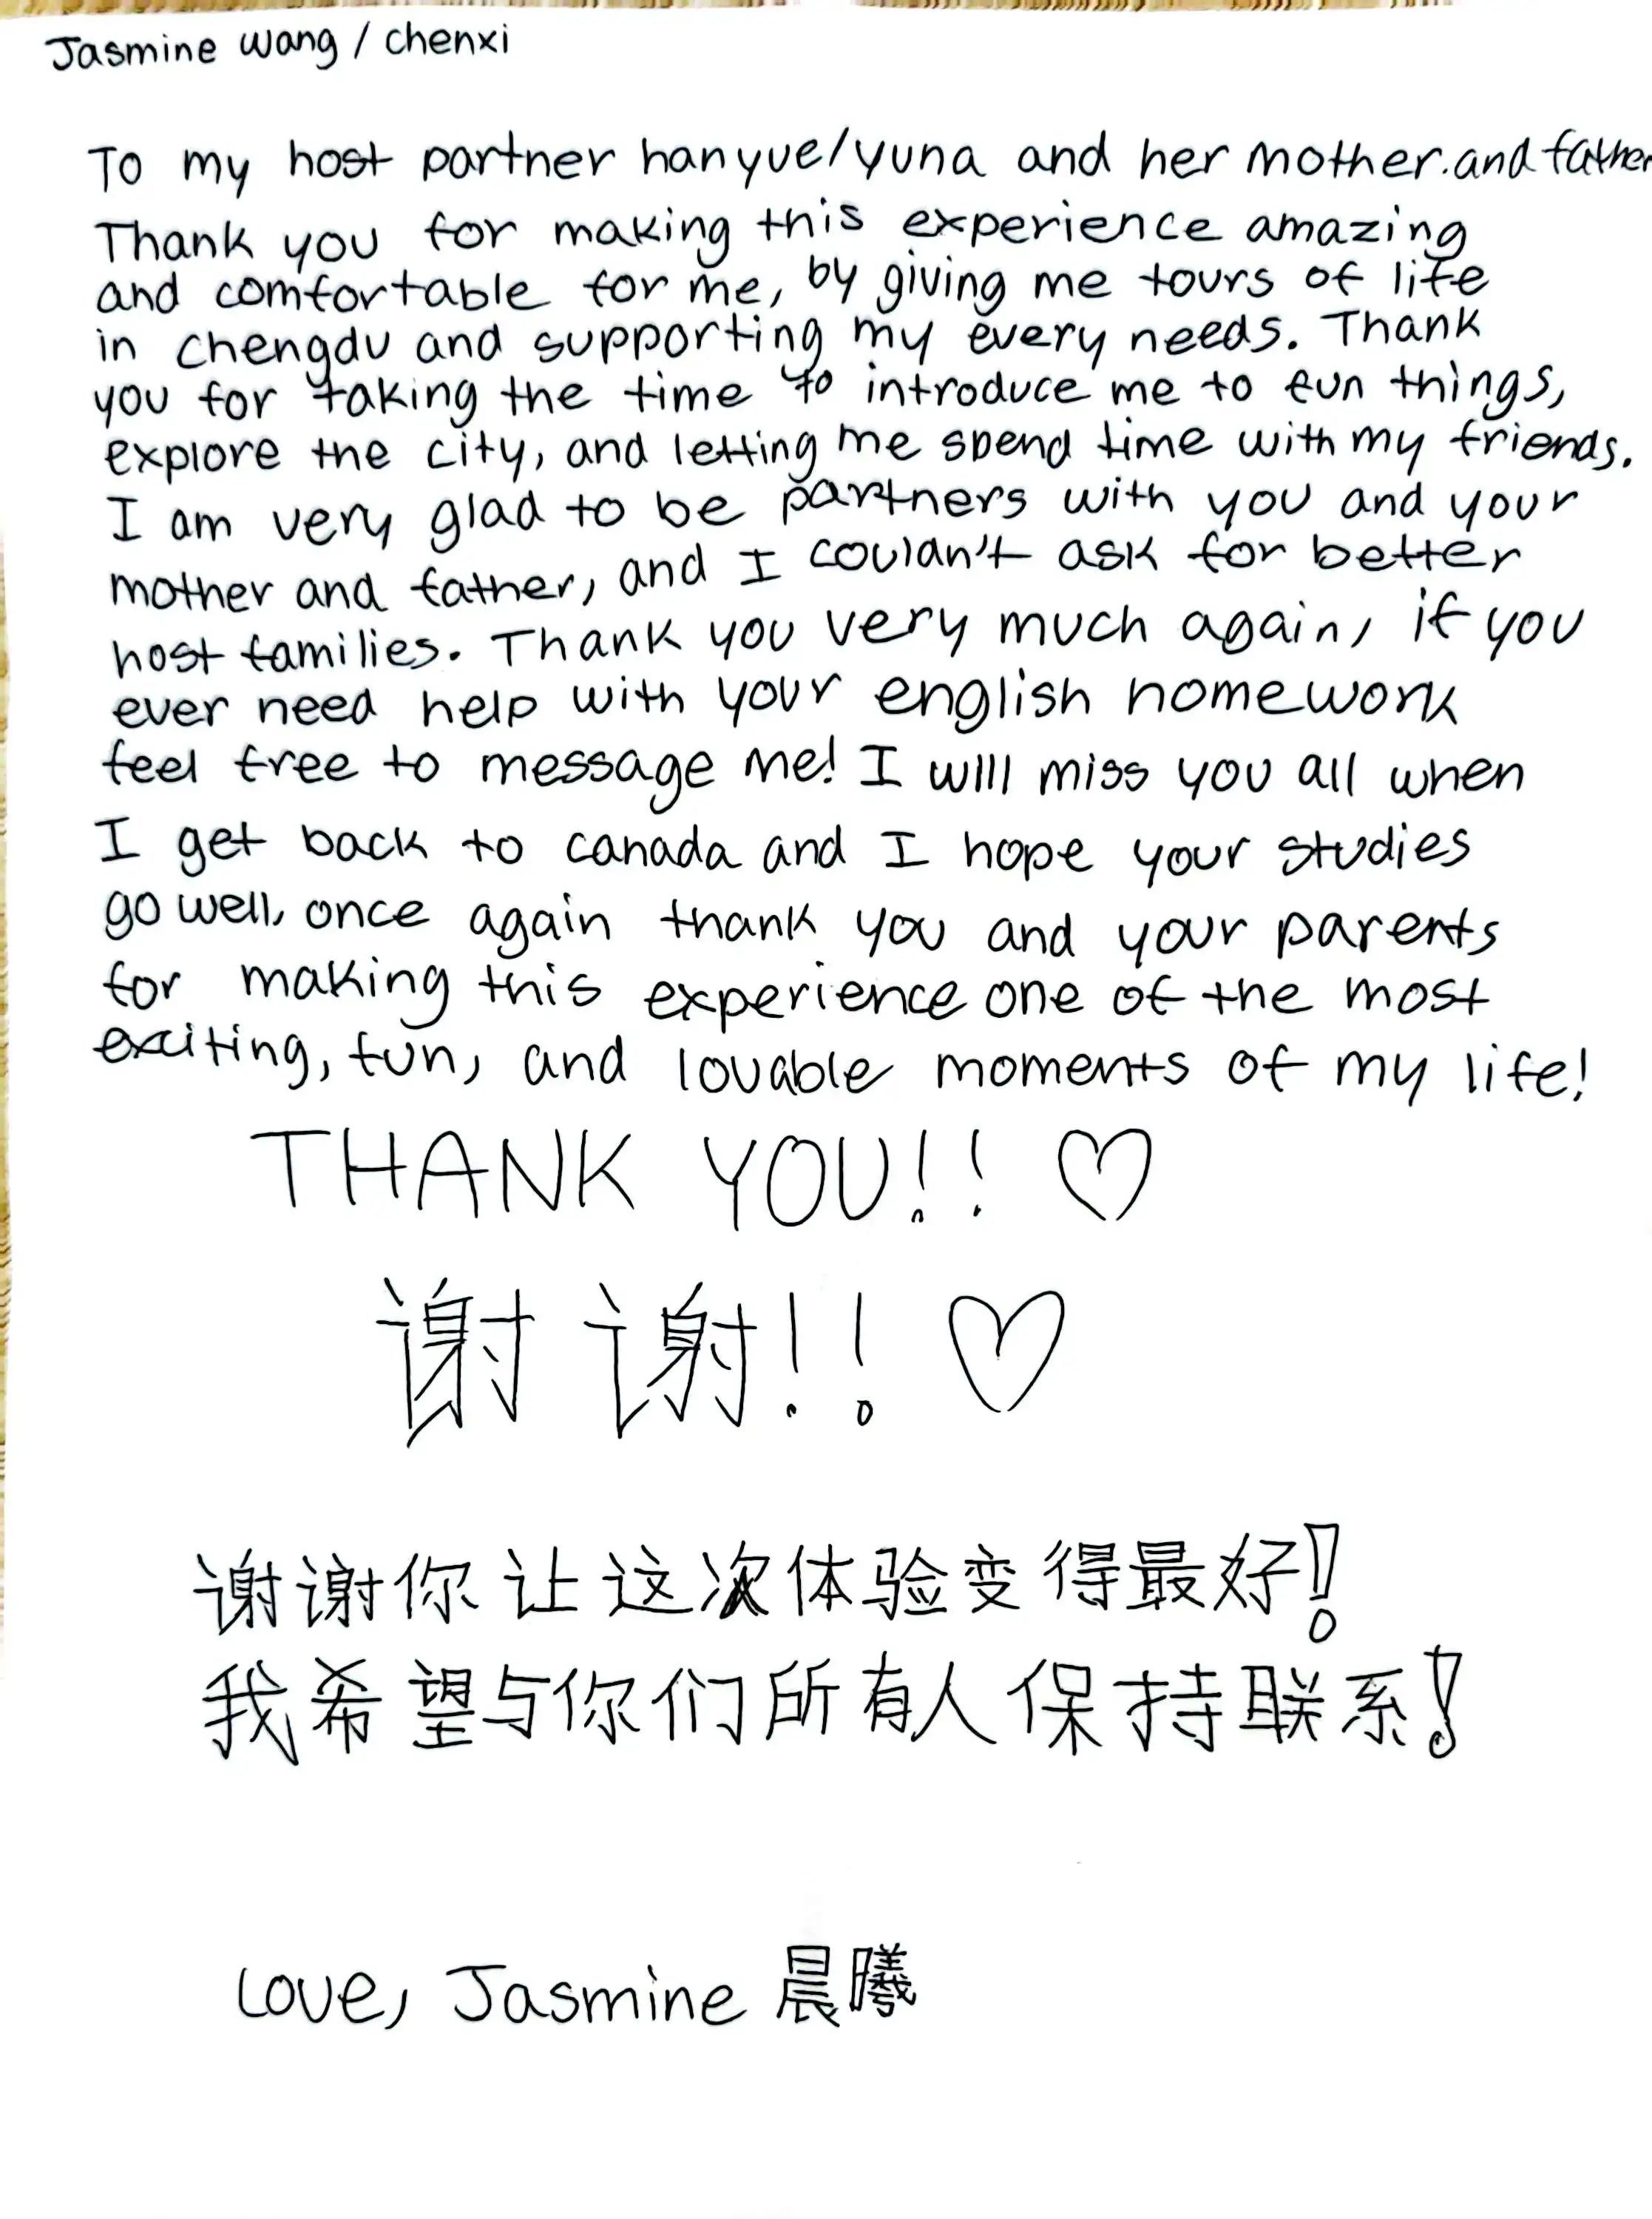 Jasmine wang / chenxi
To my host partner hanyue/yuna and her mother.and father
Thank you for making this experience amazing
and comfortable for me, by giving me tours of life
in chengdu and supporting my every needs. Thank
you for taking the time to introduce me to fun things,
explore the city, and letting me spend time with my friends.
I am very glad to be partners with you and your
mother and father, and I couldn't ask for better
host families. Thank you very much again, if you
ever need help with your english homework
feel free to message me! I will miss you all when
I get back to canada and I hope your studies
go well, once again thank you and your parents
for making this experience one of the most
exciting, fun, and lovable moments of my life!
THANK YOU!! ♡
谢谢!! ♡
谢谢你让这次体验变得最好!
我希望与你们所有人保持联系!
Love, Jasmine 晨曦